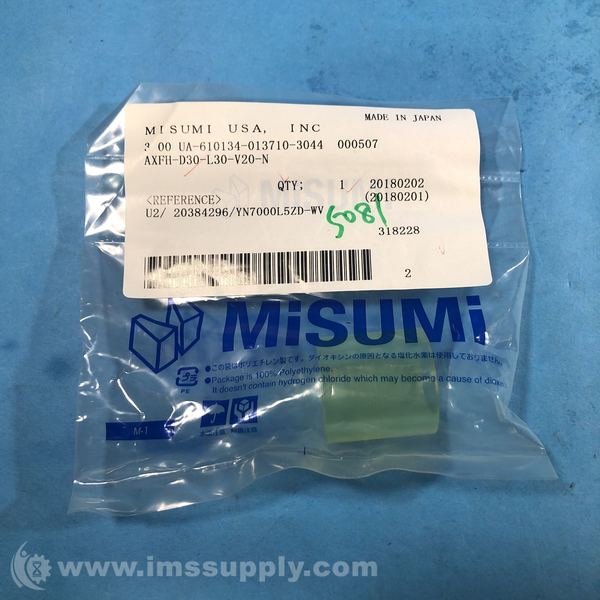 MADE IN JAPAN
MISUMI USA, INC
3 00 UA-610134-013710-3044 000507
AXFH-D30-L30-V20-N
QTY; 1 20180202
<REFERENCE> (20180201)
U2/ 20384296/YN7000L5ZD-WV
5081
318228
2
MiSUMi
●この袋はポリエチレン製です。ダイオキシンの原因となる塩化水素は使用しておりません。
●Package is 100% Polyethylene.
It doesn't contain hydrogen chloride which may become a cause of
PE
M-1
www.imssupply.com